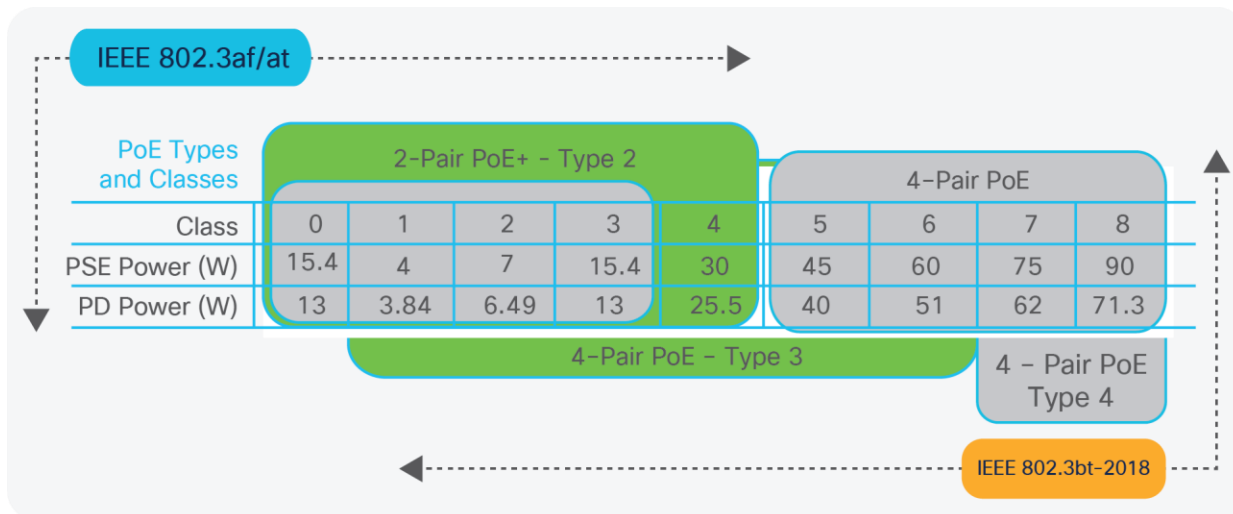 IEEE 802.3af/at
PoE Types
and Classes
2-Pair PoE+ - Type 2
4-Pair PoE
Class 0 1 2 3 4 5 6 7 8
PSE Power (W) 15.4 4 7 15.4 30 45 60 75 90
PD Power (W) 13 3.84 6.49 13 25.5 40 51 62 71.3
4-Pair PoE - Type 3
4 - Pair PoE
Type 4
IEEE 802.3bt-2018